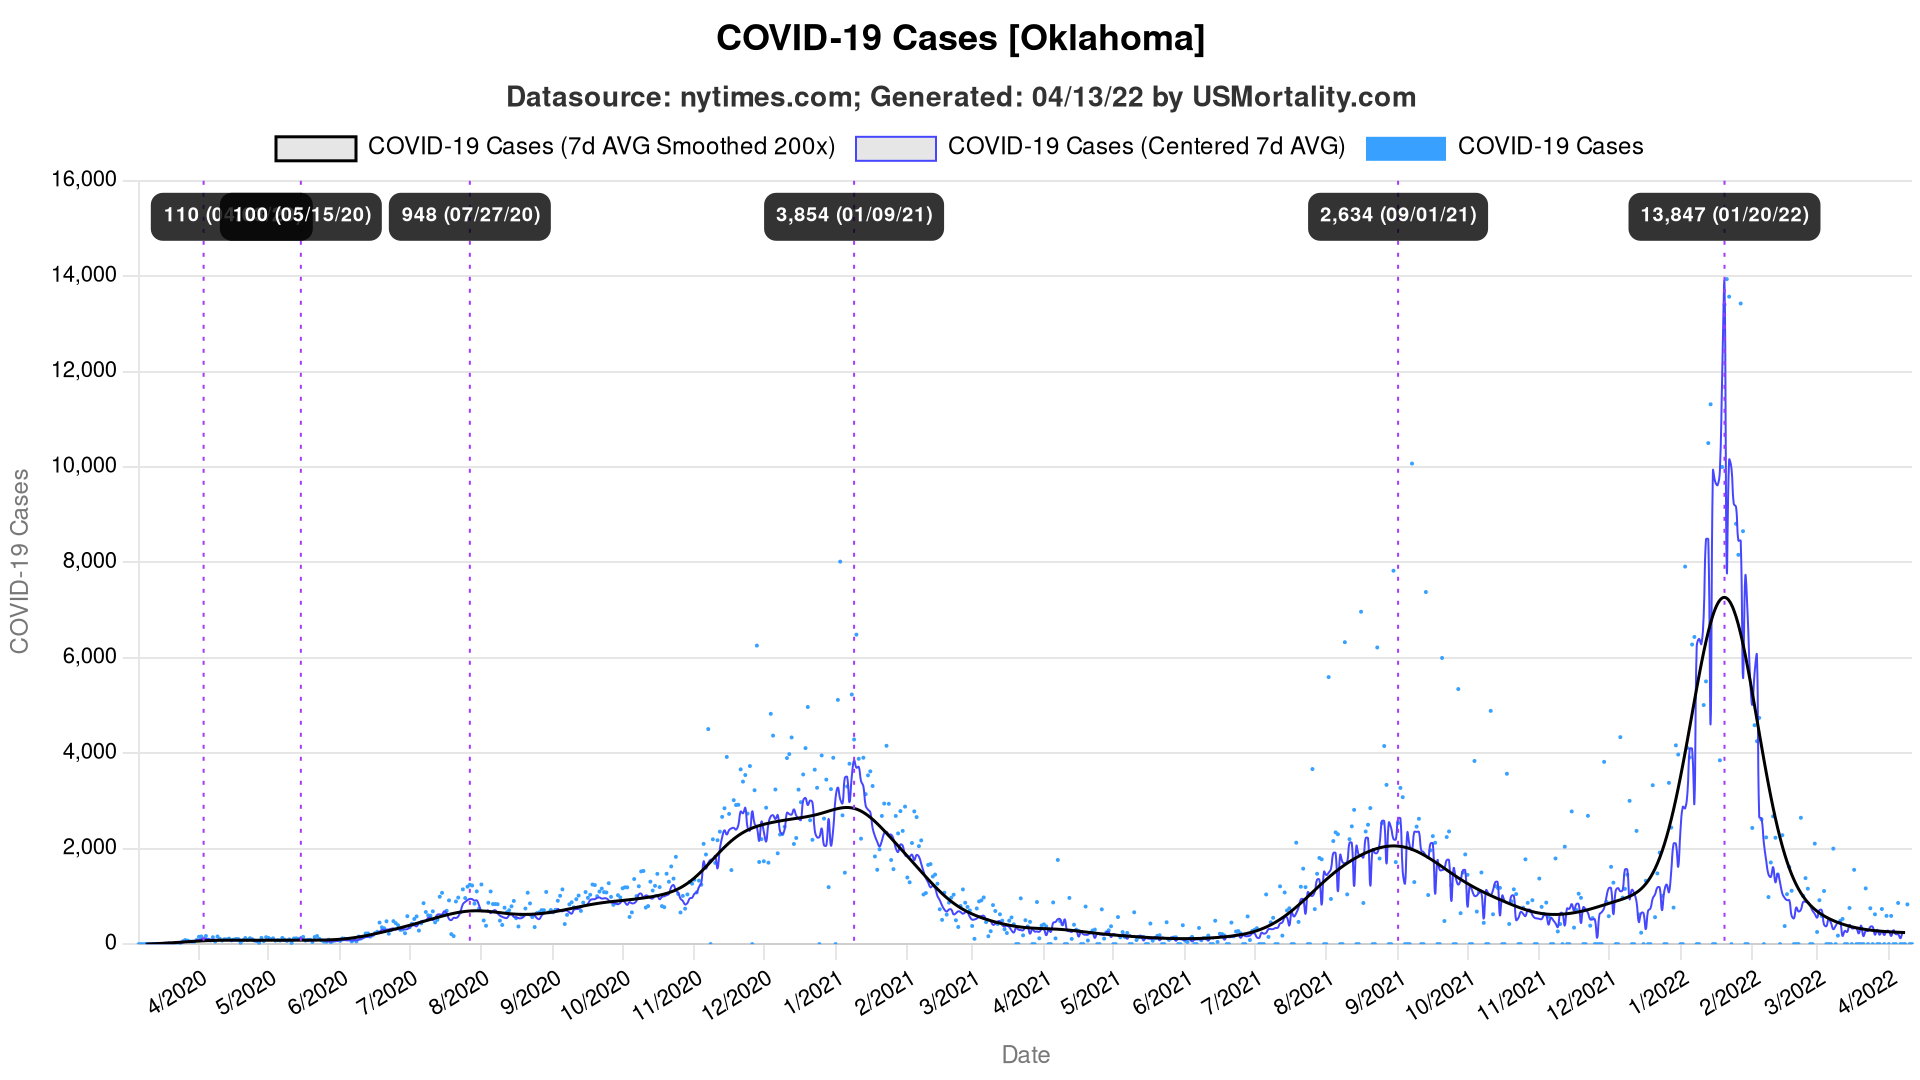 COVID-19 Cases [Oklahoma]
Datasource: nytimes.com; Generated: 04/13/22 by USMortality.com
COVID-19 Cases (7d AVG Smoothed 200x) COVID-19 Cases (Centered 7d AVG) COVID-19 Cases
16,000
110 (04 100 (05/15/20) 948 (07/27/20) 3,854 (01/09/21) 2,634 (09/01/21) 13,847 (01/20/22)
14,000
12,000
10,000
8,000
6,000
4,000
2,000
0
COVID-19 Cases
4/2020 5/2020 6/2020 7/2020 8/2020 9/2020 10/2020 11/2020 12/2020 1/2021 2/2021 3/2021 4/2021 5/2021 6/2021 7/2021 8/2021 9/2021 10/2021 11/2021 12/2021 1/2022 2/2022 3/2022 4/2022
Date